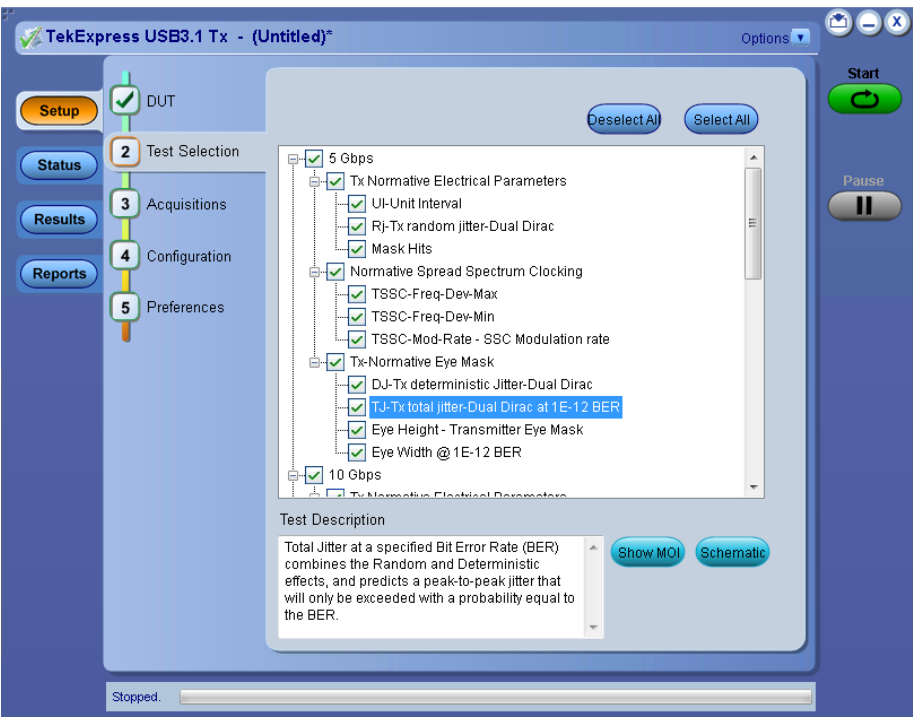 TekExpress USB3.1 Tx - (Untitled)*
Options
Start
Pause
Setup
Status
Results
Reports
DUT
2 Test Selection
3 Acquisitions
4 Configuration
5 Preferences
Deselect All
Select All
5 Gbps
Tx Normative Electrical Parameters
UI-Unit Interval
Rj-Tx random jitter-Dual Dirac
Mask Hits
Normative Spread Spectrum Clocking
TSSC-Freq-Dev-Max
TSSC-Freq-Dev-Min
TSSC-Mod-Rate - SSC Modulation rate
Tx-Normative Eye Mask
DJ-Tx deterministic Jitter-Dual Dirac
TJ-Tx total jitter-Dual Dirac at 1E-12 BER
Eye Height - Transmitter Eye Mask
Eye Width @ 1E-12 BER
10 Gbps
Tx Normative Electrical Parameters
Test Description
Total Jitter at a specified Bit Error Rate (BER)
combines the Random and Deterministic
effects, and predicts a peak-to-peak jitter that
will only be exceeded with a probability equal to
the BER.
Show MOI
Schematic
Stopped.